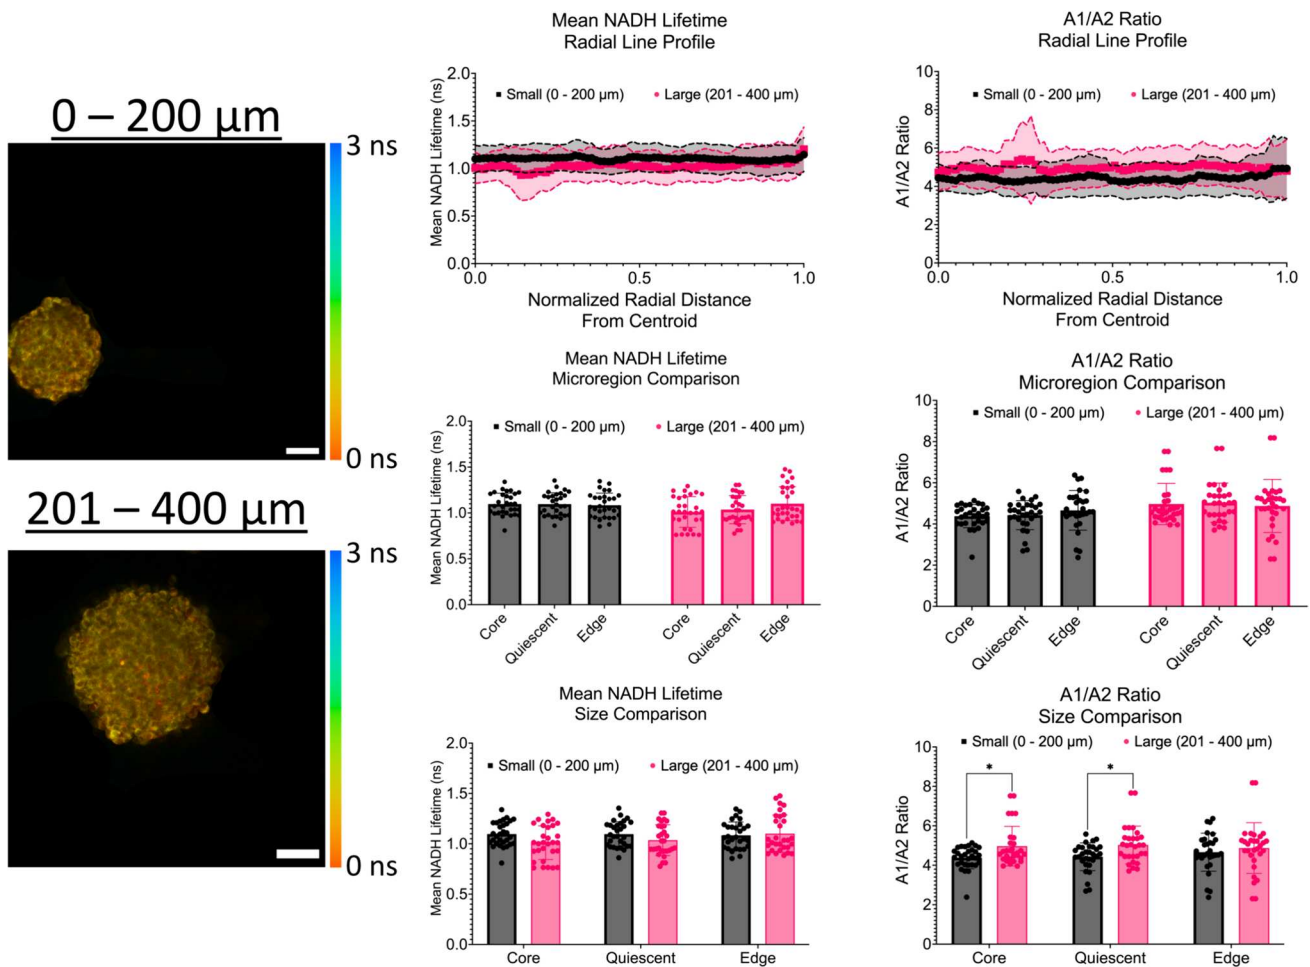 0 – 200 µm
3 ns
0 ns
201 – 400 µm
3 ns
0 ns
Mean NADH Lifetime
Radial Line Profile
Small (0 - 200 µm)
Large (201 - 400 µm)
Mean NADH Lifetime (ns)
2.0
1.5
1.0
0.5
0.0
0.0
0.5
1.0
Normalized Radial Distance
From Centroid
A1/A2 Ratio
Radial Line Profile
Small (0 - 200 µm)
Large (201 - 400 µm)
A1/A2 Ratio
10
8
6
4
2
0
0.0
0.5
1.0
Normalized Radial Distance
From Centroid
Mean NADH Lifetime
Microregion Comparison
Small (0 - 200 µm)
Large (201 - 400 µm)
Mean NADH Lifetime (ns)
2.0
1.5
1.0
0.5
0.0
Core
Quiescent
Edge
Core
Quiescent
Edge
A1/A2 Ratio
Microregion Comparison
Small (0 - 200 µm)
Large (201 - 400 µm)
A1/A2 Ratio
10
8
6
4
2
0
Core
Quiescent
Edge
Core
Quiescent
Edge
Mean NADH Lifetime
Size Comparison
Small (0 - 200 µm)
Large (201 - 400 µm)
Mean NADH Lifetime (ns)
2.0
1.5
1.0
0.5
0.0
Core
Quiescent
Edge
A1/A2 Ratio
Size Comparison
Small (0 - 200 µm)
Large (201 - 400 µm)
A1/A2 Ratio
10
8
6
4
2
0
*
*
Core
Quiescent
Edge